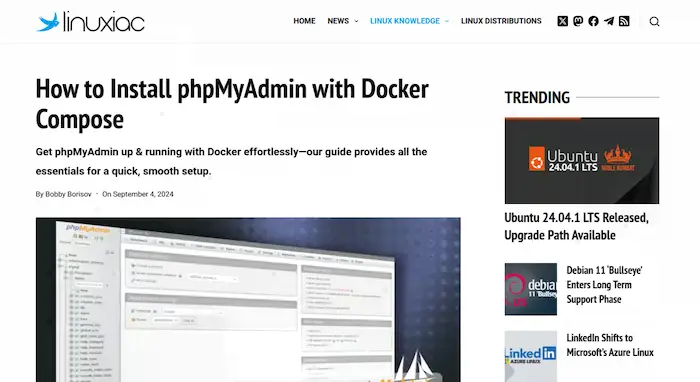 linuxiac
HOME NEWS LINUX KNOWLEDGE LINUX DISTRIBUTIONS
How to Install phpMyAdmin with Docker
Compose
Get phpMyAdmin up & running with Docker effortlessly—our guide provides all the
essentials for a quick, smooth setup.
By Bobby Borisov · On September 4, 2024
phpMyAdmin
TRENDING
Ubuntu
24.04.1 LTS
NOBLE NUMBAT
Ubuntu 24.04.1 LTS Released,
Upgrade Path Available
debia
11 'Bullseye'
Debian 11 'Bullseye'
Enters Long Term
Support Phase
Linked in
AZURE LINUX
LinkedIn Shifts to
Microsoft's Azure Linux